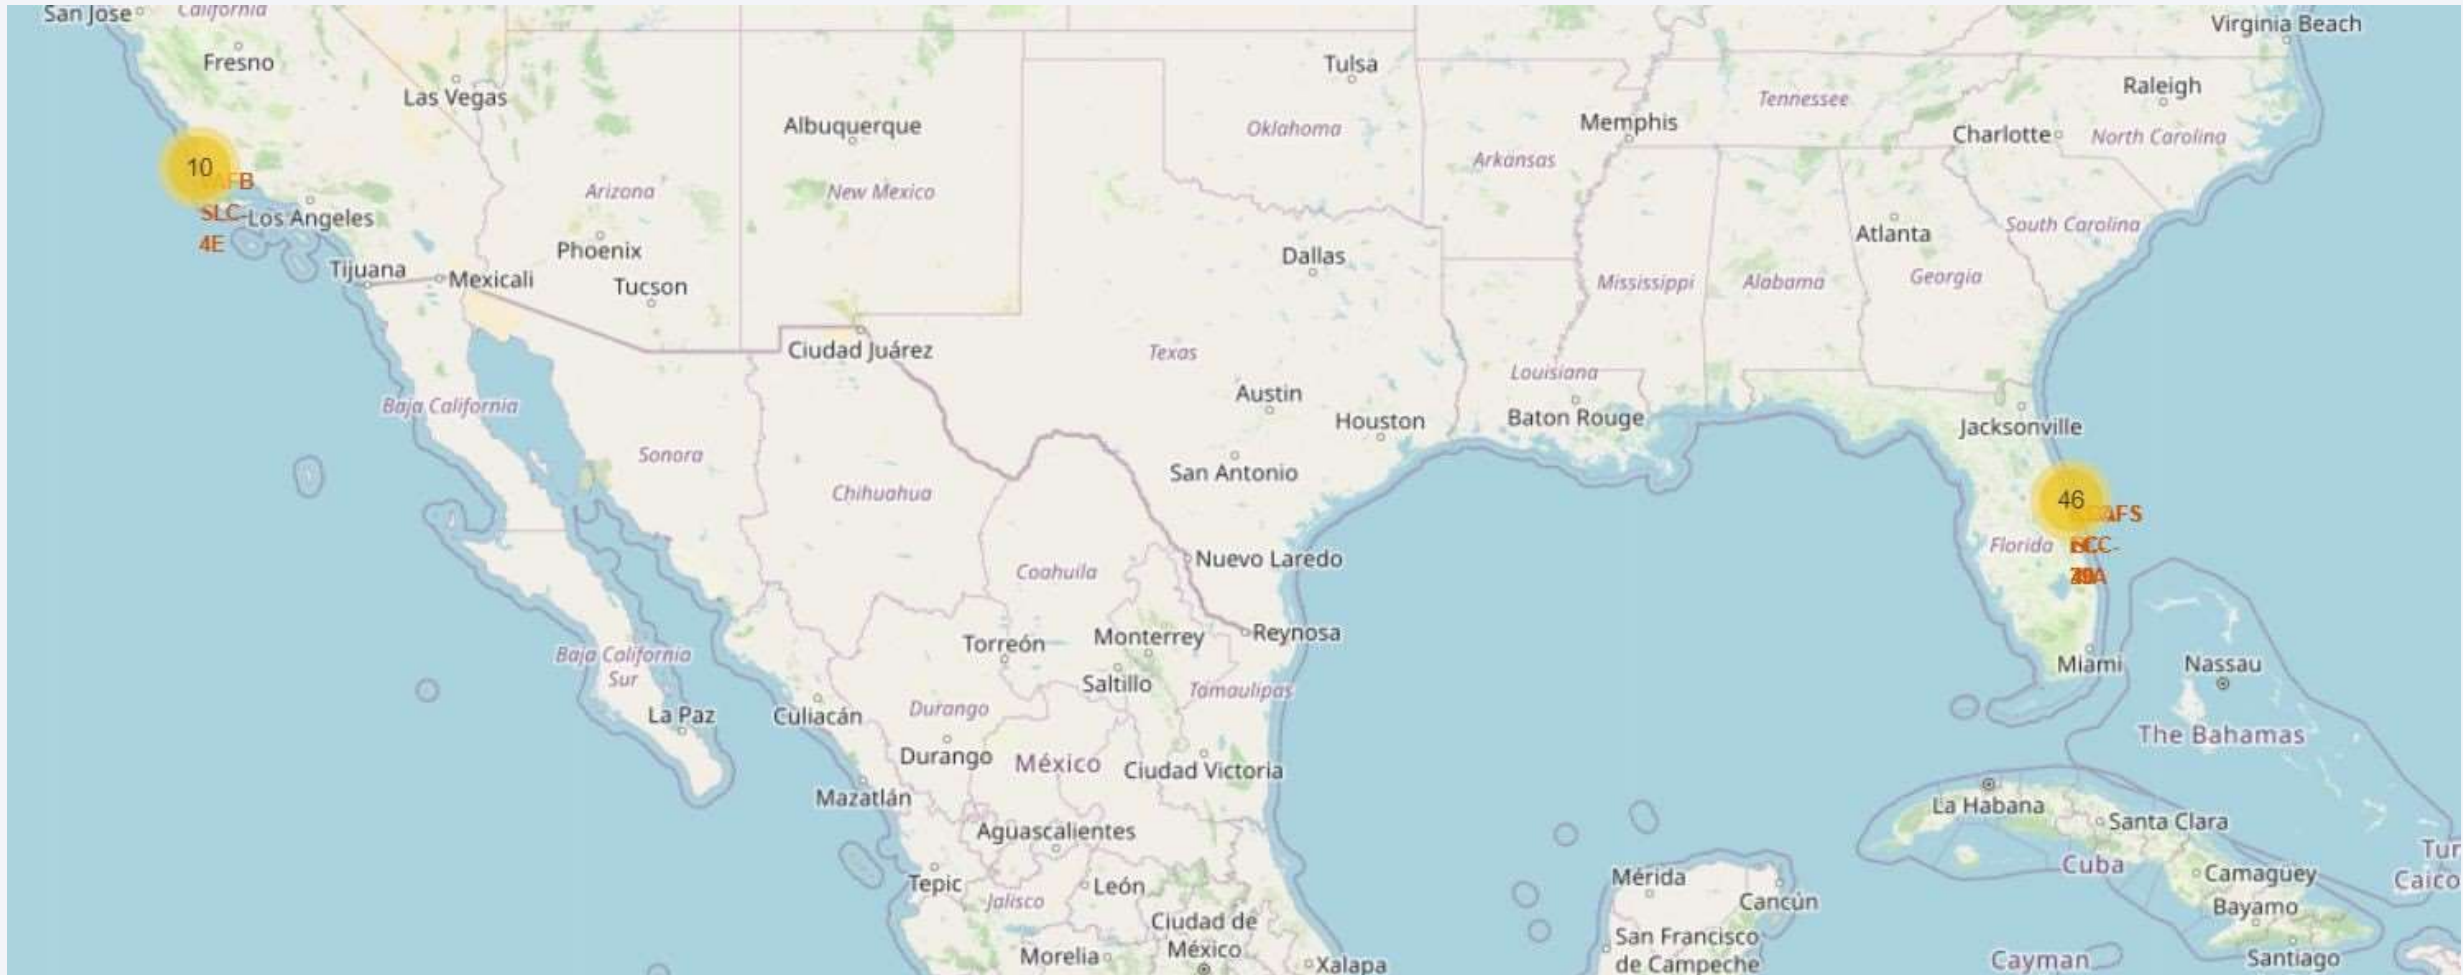 San Jose
California
Virginia Beach
Fresno
Tulsa
Raleigh
Las Vegas
Tennessee
Albuquerque
Oklahoma
Memphis
Charlotte
North Carolina
Arkansas
10
AFB
Arizona
New Mexico
SLC-
Los Angeles
South Carolina
4E
Phoenix
Dallas
Atlanta
Tijuana
Mexicali
Tucson
Mississippi
Alabama
Georgia
Ciudad Juárez
Texas
Louisiana
Austin
Baja California
Houston
Baton Rouge
Jacksonville
Sonora
San Antonio
Chihuahua
46
AFS
Florida
Nuevo Laredo
Coahuila
Torreón
Monterrey
Reynosa
Baja California
Sur
Saltillo
Tamaulipas
Miami
Nassau
La Paz
Culiacán
Durango
The Bahamas
Durango
México
Ciudad Victoria
Mazatlán
La Habana
Aguascalientes
Santa Clara
Tur
Cuba
Camagüey
Caico
Tepic
León
Mérida
Jalisco
Cancún
Bayamo
Ciudad de
México
San Francisco
de Campeche
Morelia
Xalapa
Cayman
Santiago